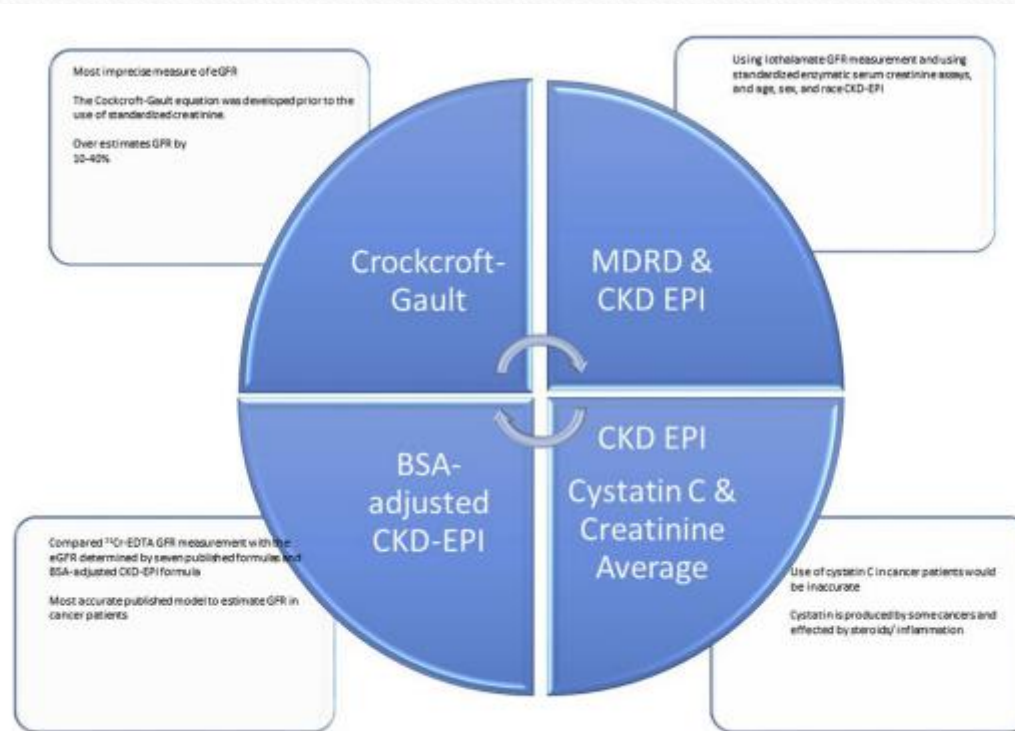 Most imprecise measure of eGFR
The Cockcroft-Gault equation was developed prior to the
use of standardized creatinine.
Over estimates GFR by
10-40%
Using Iothalamate GFR measurement and using
standardized enzymatic serum creatinine assays,
and age, sex, and race CKD-EPI
Crockcroft-
Gault
MDRD &
CKD EPI
BSA-
adjusted
CKD-EPI
CKD EPI
Cystatin C &
Creatinine
Average
Compared ⁵¹Cr-EDTA GFR measurement with the
eGFR determined by seven published formulas and
BSA-adjusted CKD-EPI formula
Most accurate published model to estimate GFR in
cancer patients
Use of cystatin C in cancer patients would
be inaccurate
Cystatin is produced by some cancers and
effected by steroids/ inflammation